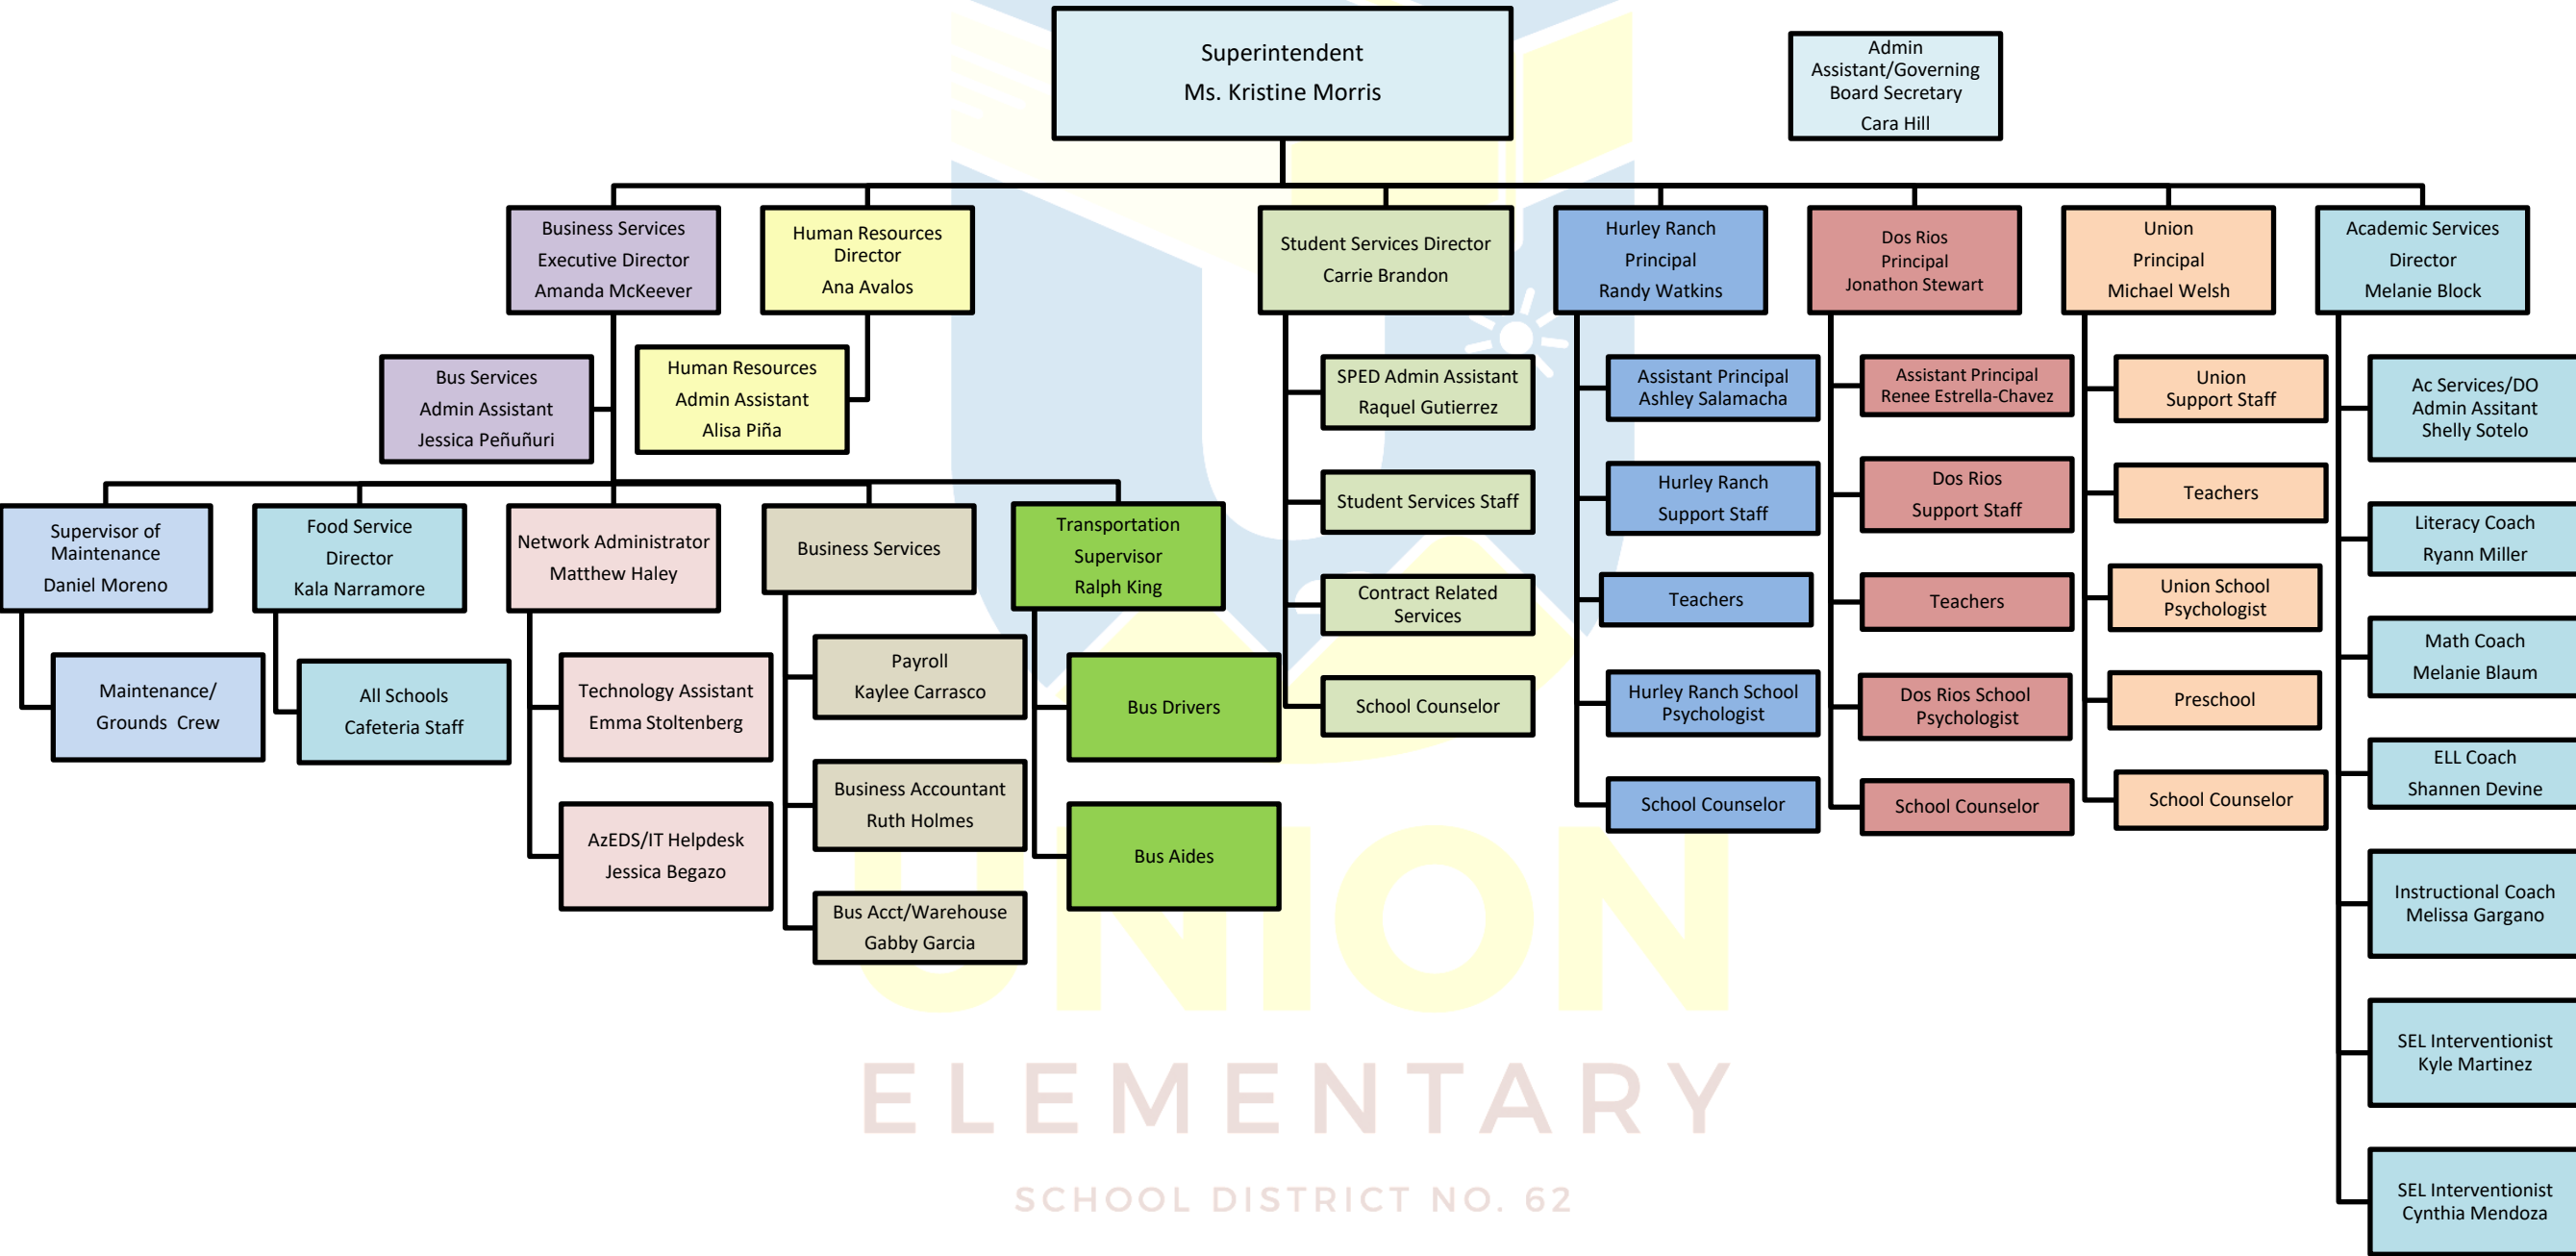 Superintendent
Ms. Kristine Morris
Admin
Assistant/Governing
Board Secretary
Cara Hill
Business Services
Executive Director
Amanda McKeever
Human Resources
Director
Ana Avalos
Student Services Director
Carrie Brandon
Hurley Ranch
Principal
Randy Watkins
Dos Rios
Principal
Jonathon Stewart
Union
Principal
Michael Welsh
Academic Services
Director
Melanie Block
Bus Services
Admin Assistant
Jessica Peñuñuri
Human Resources
Admin Assistant
Alisa Piña
Supervisor of
Maintenance
Daniel Moreno
Maintenance/
Grounds Crew
Food Service
Director
Kala Narramore
All Schools
Cafeteria Staff
Network Administrator
Matthew Haley
Technology Assistant
Emma Stoltenberg
AzEDS/IT Helpdesk
Jessica Begazo
Business Services
Payroll
Kaylee Carrasco
Business Accountant
Ruth Holmes
Bus Acct/Warehouse
Gabby Garcia
Transportation
Supervisor
Ralph King
Bus Drivers
Bus Aides
SPED Admin Assistant
Raquel Gutierrez
Student Services Staff
Contract Related
Services
School Counselor
Assistant Principal
Ashley Salamacha
Hurley Ranch
Support Staff
Teachers
Hurley Ranch School
Psychologist
School Counselor
Assistant Principal
Renee Estrella-Chavez
Dos Rios
Support Staff
Teachers
Dos Rios School
Psychologist
School Counselor
Union
Support Staff
Teachers
Union School
Psychologist
Preschool
School Counselor
Ac Services/DO
Admin Assitant
Shelly Sotelo
Literacy Coach
Ryann Miller
Math Coach
Melanie Blaum
ELL Coach
Shannen Devine
Instructional Coach
Melissa Gargano
SEL Interventionist
Kyle Martinez
SEL Interventionist
Cynthia Mendoza
UNION
ELEMENTARY
SCHOOL DISTRICT NO. 62